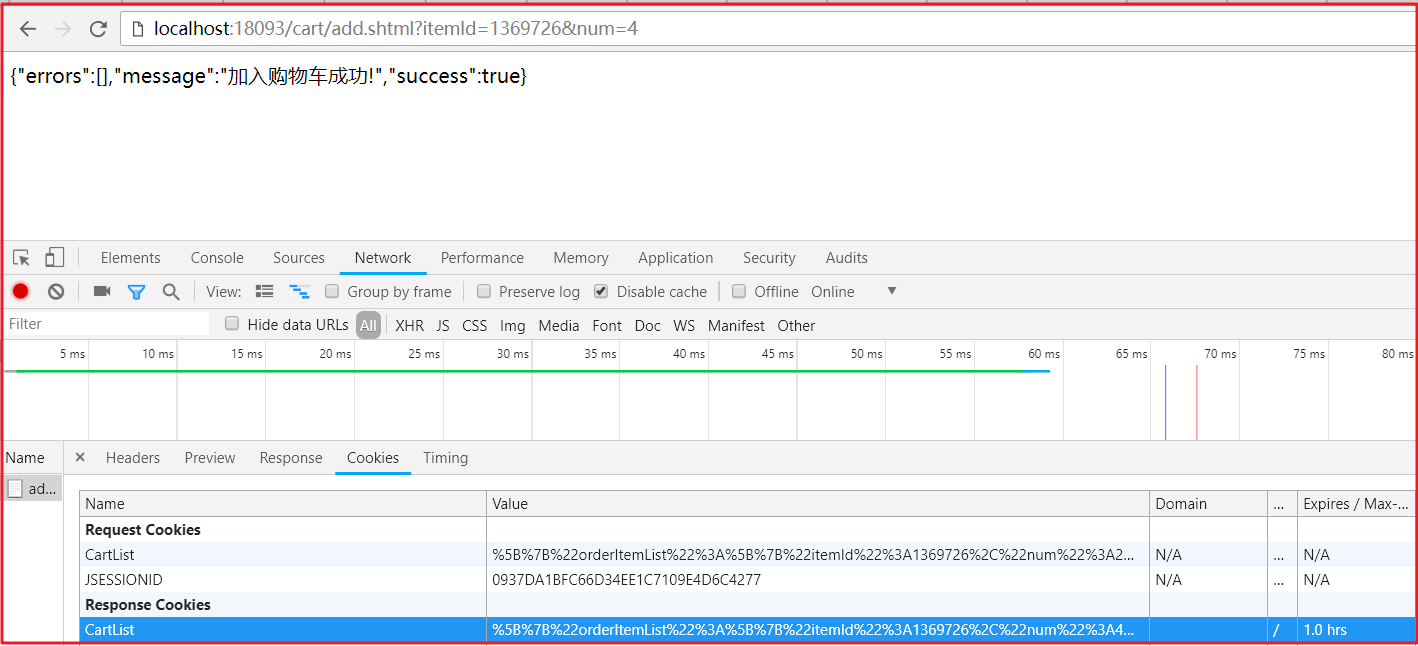 localhost:18093/cart/add.shtml?itemId=1369726&num=4
{"errors":[],"message":"加入购物车成功!","success":true}
Elements Console Sources Network Performance Memory Application Security Audits
View: Group by frame Preserve log Disable cache Offline Online
Filter Hide data URLs All XHR JS CSS Img Media Font Doc WS Manifest Other
5 ms 10 ms 15 ms 20 ms 25 ms 30 ms 35 ms 40 ms 45 ms 50 ms 55 ms 60 ms 65 ms 70 ms 75 ms 80 ms
Name × Headers Preview Response Cookies Timing
ad...
Name Value Domain ... Expires / Max-...
Request Cookies
CartList %5B%7B%22orderItemList%22%3A%5B%7B%22itemId%22%3A1369726%2C%22num%22%3A2... N/A ... N/A
JSESSIONID 0937DA1BFC66D34EE1C7109E4D6C4277 N/A ... N/A
Response Cookies
CartList %5B%7B%22orderItemList%22%3A%5B%7B%22itemId%22%3A1369726%2C%22num%22%3A4... / 1.0 hrs